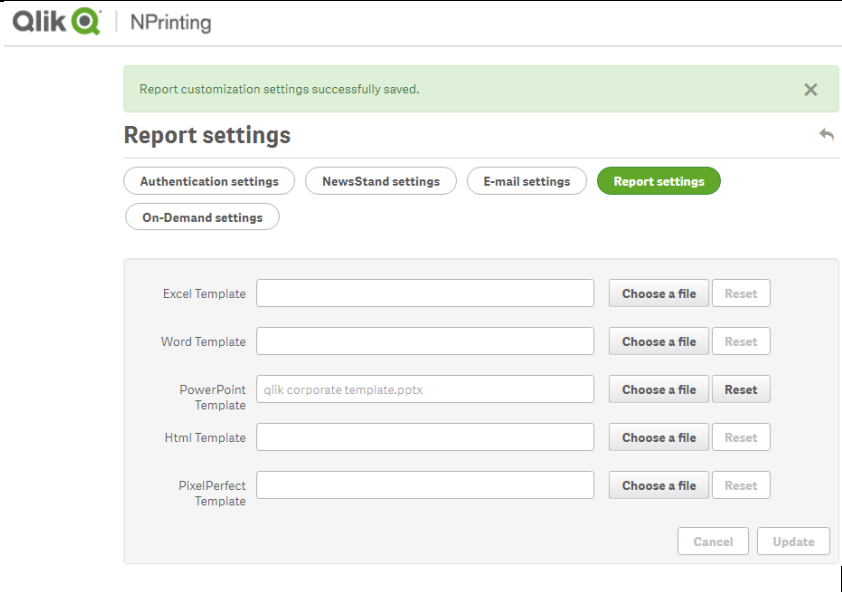 Qlik Q | NPrinting
Report customization settings successfully saved.
Report settings
Authentication settings NewsStand settings E-mail settings Report settings
On-Demand settings
Excel Template Choose a file Reset
Word Template Choose a file Reset
PowerPoint qlik corporate template.pptx Choose a file Reset
Template
Html Template Choose a file Reset
PixelPerfect Choose a file Reset
Template
Cancel Update